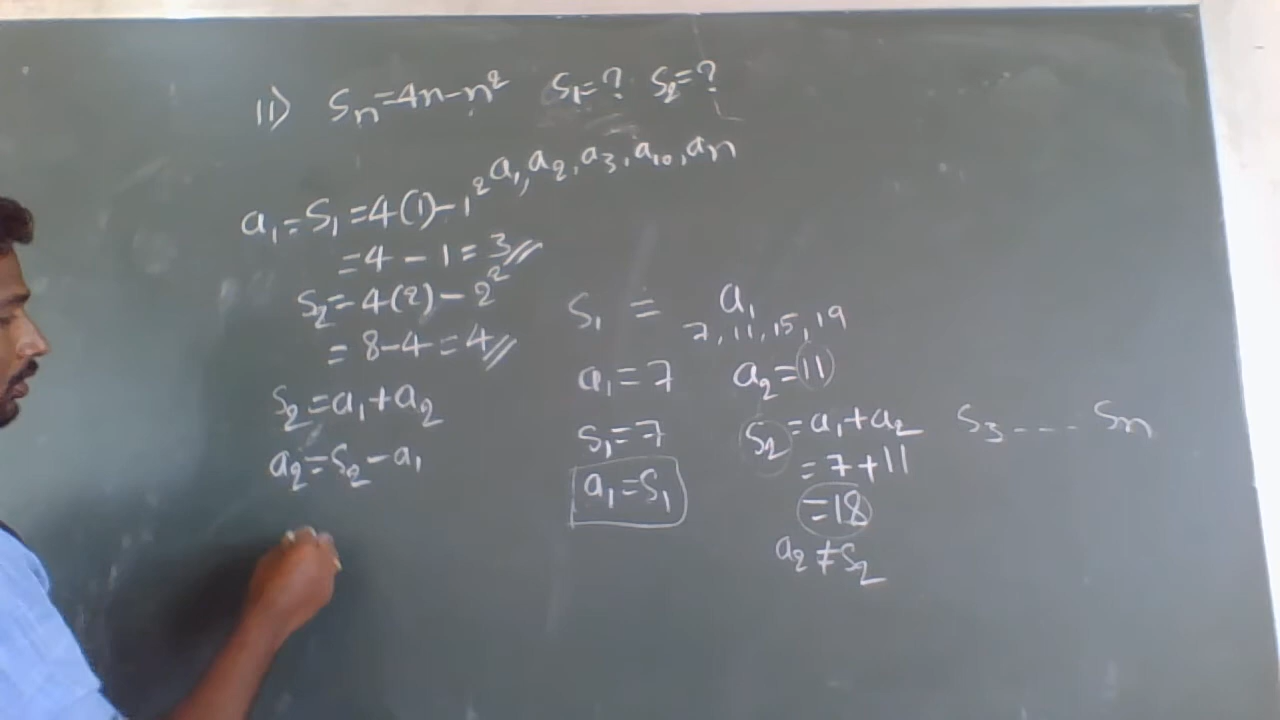 11) Sn=4n-n² S₁=? S₂=?
a₁, a₂, a₃, a₁₀, an
a₁=S₁=4(1)-1²
=4-1=3//
S₂=4(2)-2²
=8-4=4//
S₂=a₁+a₂
a₂=S₂-a₁
S₁ = a₁
7, 11, 15, 19
a₁=7 a₂=11
S₁=7 S₂=a₁+a₂ S₃---- Sn
=7+11
a₁=S₁ =18
a₂≠S₂